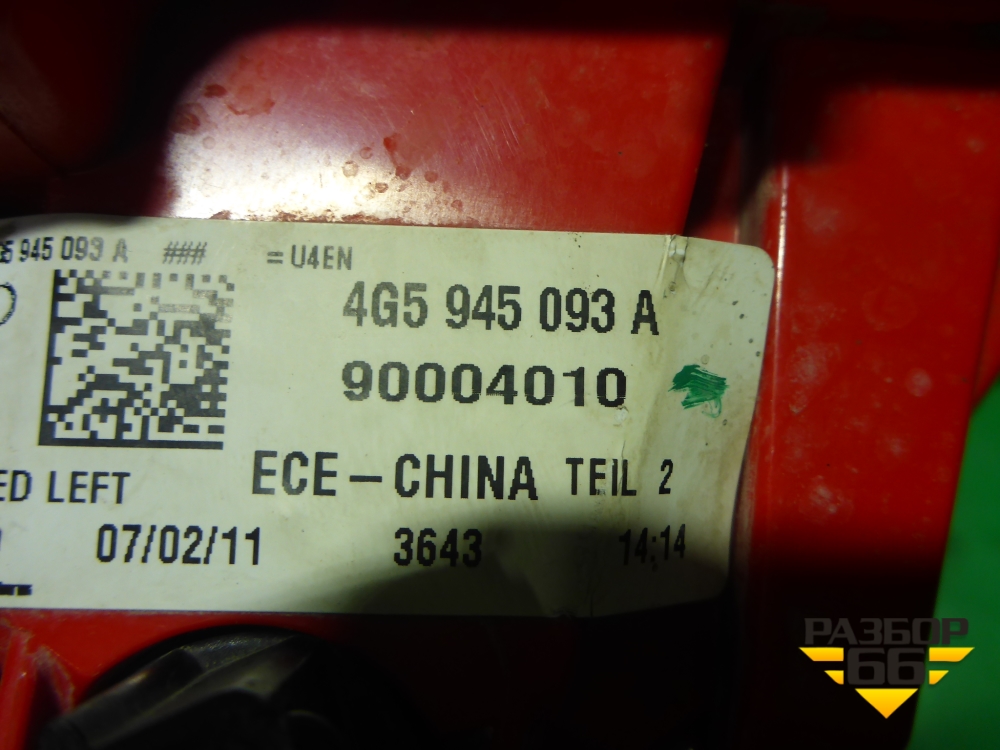 945 093 A ### =U4EN
4G5 945 093 A
90004010
ECE-CHINA TEIL 2
ED LEFT
07/02/11 3643 14:14
РАЗБОР
66